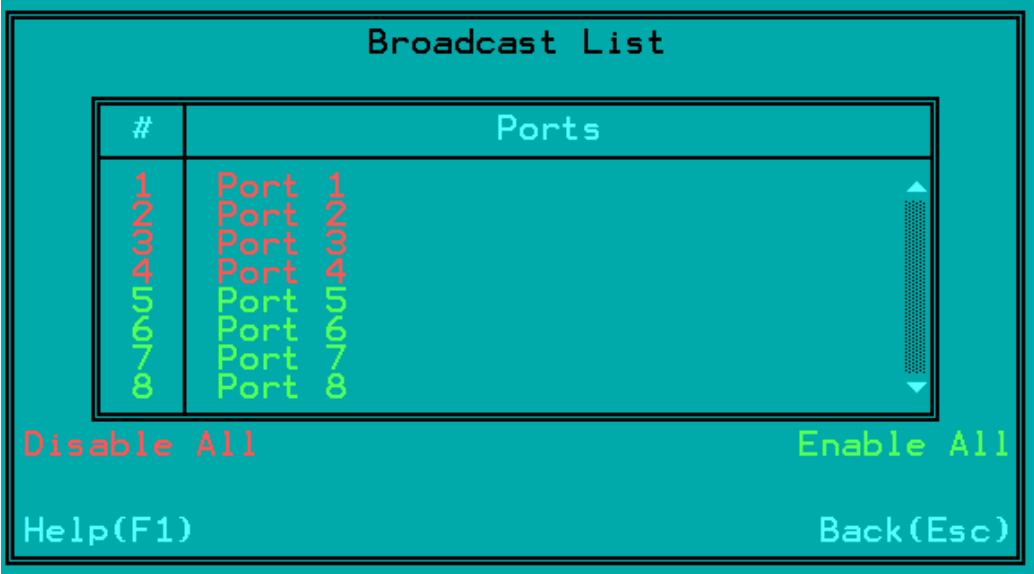 Broadcast List
# Ports
1 Port 1
2 Port 2
3 Port 3
4 Port 4
5 Port 5
6 Port 6
7 Port 7
8 Port 8
Disable All Enable All
Help(F1) Back(Esc)